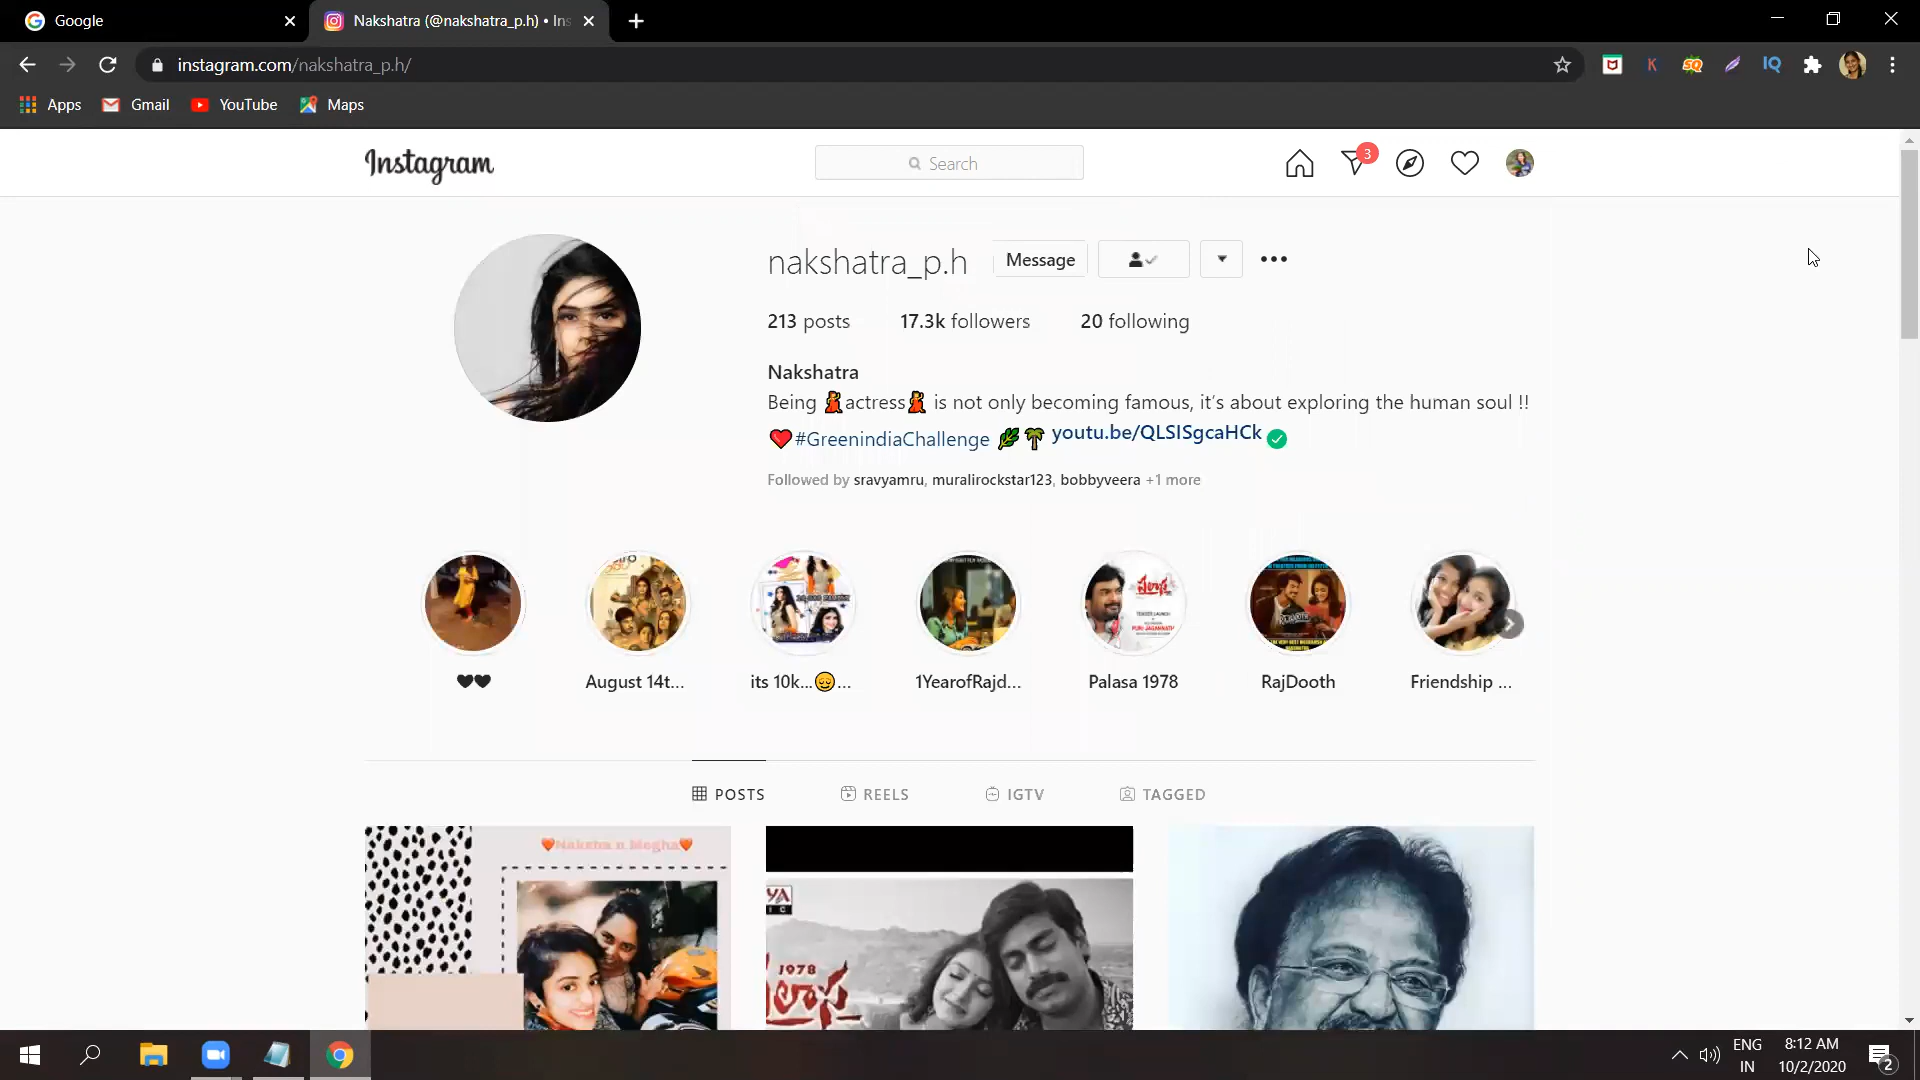 Google
Nakshatra (@nakshatra_p.h) • Ins
instagram.com/nakshatra_p.h/
Apps Gmail YouTube Maps
Instagram
Search
3
nakshatra_p.h Message
213 posts 17.3k followers 20 following
Nakshatra
Being 💃actress💃 is not only becoming famous, it's about exploring the human soul !!
❤️#GreenindiaChallenge 🌿🌴 youtu.be/QLSISgcaHCk ✅
Followed by sravyamru, muralirockstar123, bobbyveera +1 more
🖤🖤 August 14t... its 10k...😌... 1YearofRajd... Palasa 1978 RajDooth Friendship ...
POSTS REELS IGTV TAGGED
🧡Naksha n Megha🧡
1978
ENG 8:12 AM
IN 10/2/2020 2